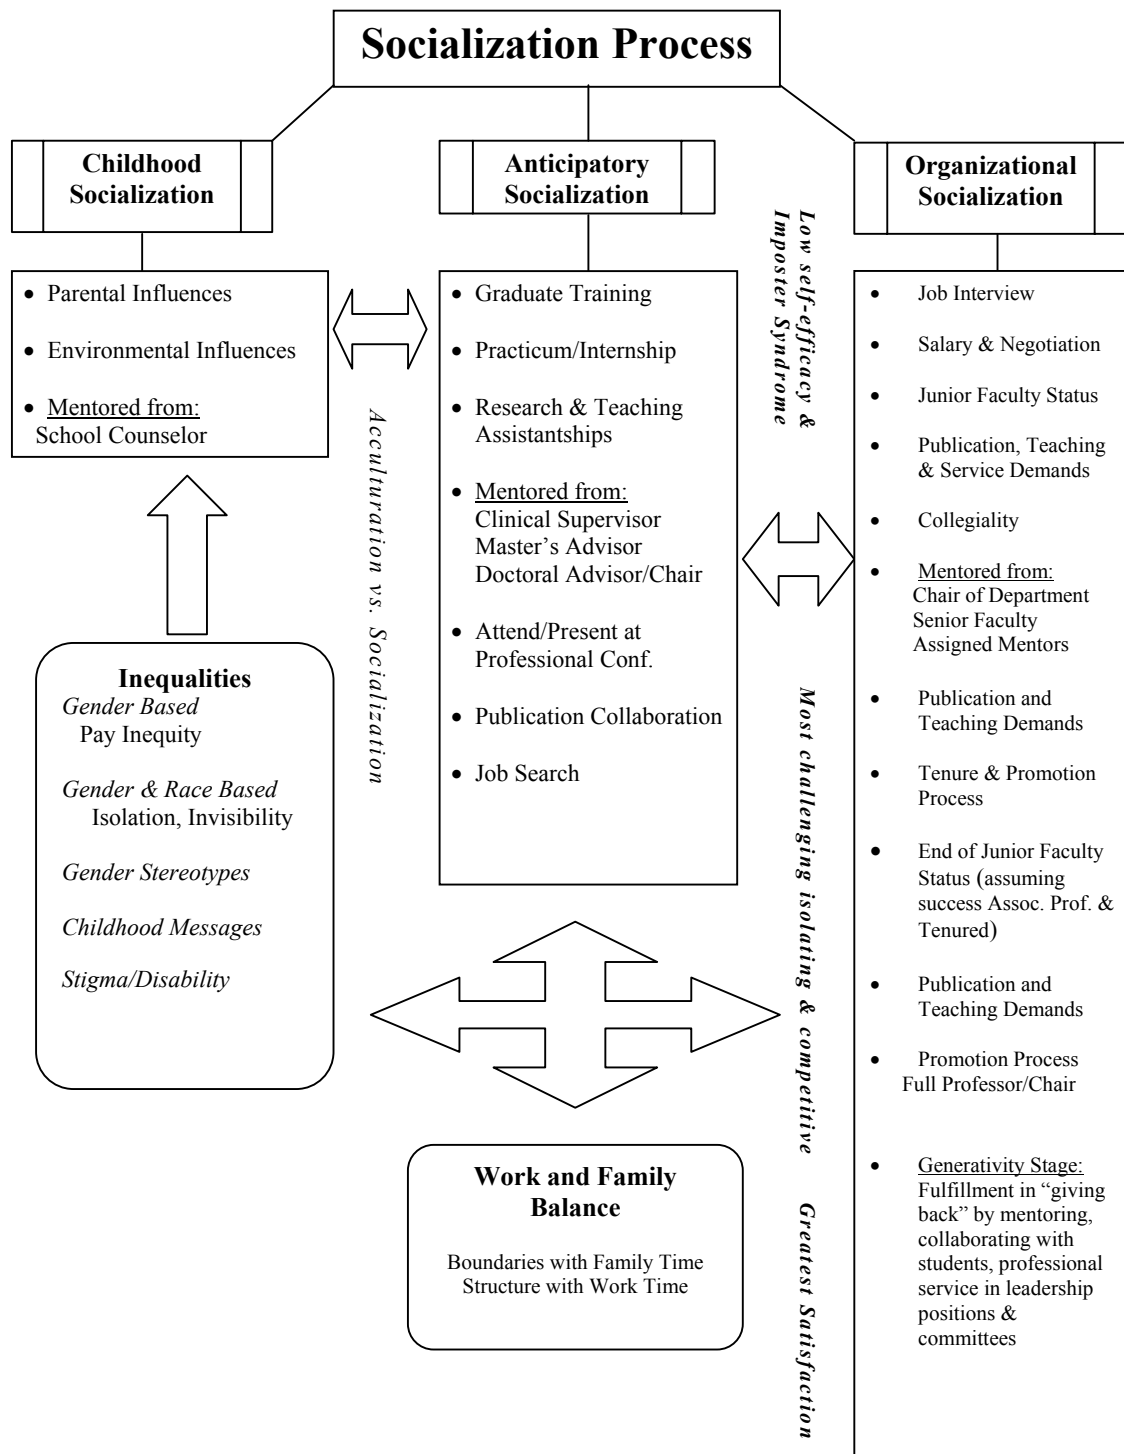 Socialization Process
Childhood
Socialization
Anticipatory
Socialization
Organizational
Socialization
• Parental Influences
• Environmental Influences
• Mentored from:
School Counselor
Acculturation vs. Socialization
• Graduate Training
• Practicum/Internship
• Research & Teaching
Assistantships
• Mentored from:
Clinical Supervisor
Master’s Advisor
Doctoral Advisor/Chair
• Attend/Present at
Professional Conf.
• Publication Collaboration
• Job Search
Low self-efficacy &
Imposter Syndrome
Most challenging isolating & competitive
Greatest Satisfaction
• Job Interview
• Salary & Negotiation
• Junior Faculty Status
• Publication, Teaching
& Service Demands
• Collegiality
• Mentored from:
Chair of Department
Senior Faculty
Assigned Mentors
• Publication and
Teaching Demands
• Tenure & Promotion
Process
• End of Junior Faculty
Status (assuming
success Assoc. Prof. &
Tenured)
• Publication and
Teaching Demands
• Promotion Process
Full Professor/Chair
• Generativity Stage:
Fulfillment in “giving
back” by mentoring,
collaborating with
students, professional
service in leadership
positions &
committees
Inequalities
Gender Based
Pay Inequity
Gender & Race Based
Isolation, Invisibility
Gender Stereotypes
Childhood Messages
Stigma/Disability
Work and Family
Balance
Boundaries with Family Time
Structure with Work Time